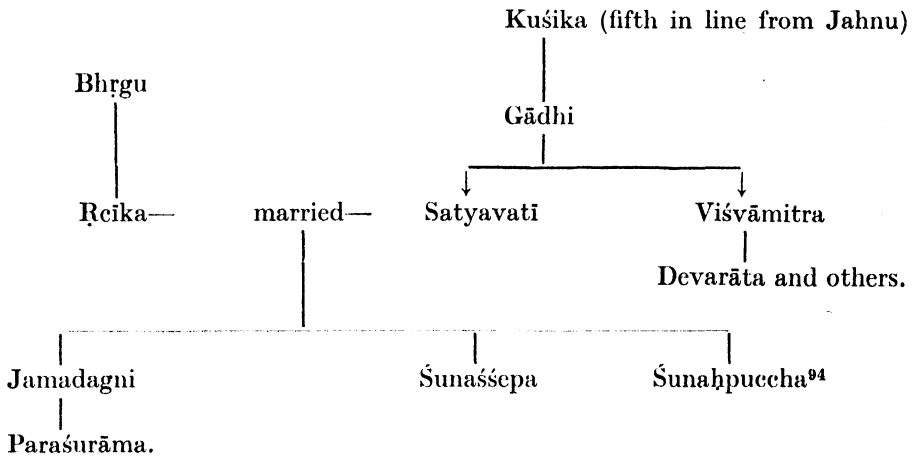 Kuśika (fifth in line from Jahnu)
Bhṛgu
Gādhi
Ṛcīka— married— Satyavatī Viśvāmitra
Devarāta and others.
Jamadagni Śunaśśepa Śunaḥpuccha⁹⁴
Paraśurāma.